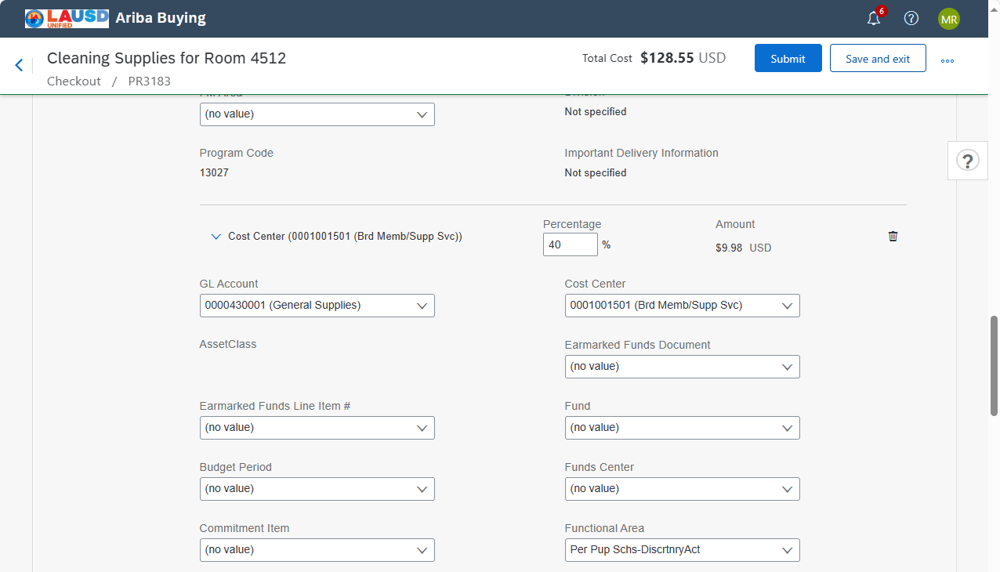 LAUSD
UNIFIED
Ariba Buying
6
MR
Cleaning Supplies for Room 4512
Checkout / PR3183
Total Cost $128.55 USD
Submit
Save and exit
(no value)
Not specified
Program Code
13027
Important Delivery Information
Not specified
?
Cost Center (0001001501 (Brd Memb/Supp Svc))
Percentage
40 %
Amount
$9.98 USD
GL Account
0000430001 (General Supplies)
Cost Center
0001001501 (Brd Memb/Supp Svc)
AssetClass
Earmarked Funds Document
(no value)
Earmarked Funds Line Item #
(no value)
Fund
(no value)
Budget Period
(no value)
Funds Center
(no value)
Commitment Item
(no value)
Functional Area
Per Pup Schs-DiscrtnryAct